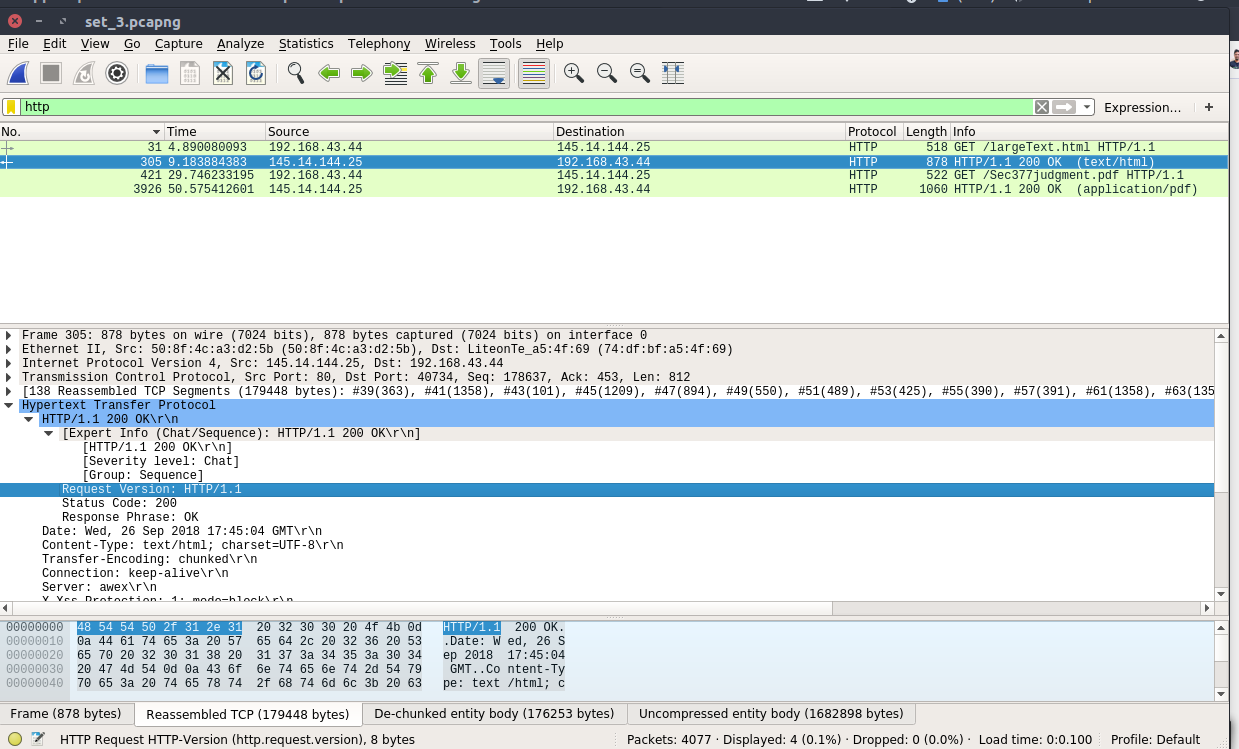 set_3.pcapng
File Edit View Go Capture Analyze Statistics Telephony Wireless Tools Help
http Expression... +
No. Time Source Destination Protocol Length Info
31 4.890080093 192.168.43.44 145.14.144.25 HTTP 518 GET /largeText.html HTTP/1.1
305 9.183884383 145.14.144.25 192.168.43.44 HTTP 878 HTTP/1.1 200 OK (text/html)
421 29.746233195 192.168.43.44 145.14.144.25 HTTP 522 GET /Sec377judgment.pdf HTTP/1.1
3926 50.575412601 145.14.144.25 192.168.43.44 HTTP 1060 HTTP/1.1 200 OK (application/pdf)
Frame 305: 878 bytes on wire (7024 bits), 878 bytes captured (7024 bits) on interface 0
Ethernet II, Src: 50:8f:4c:a3:d2:5b (50:8f:4c:a3:d2:5b), Dst: LiteonTe_a5:4f:69 (74:df:bf:a5:4f:69)
Internet Protocol Version 4, Src: 145.14.144.25, Dst: 192.168.43.44
Transmission Control Protocol, Src Port: 80, Dst Port: 40734, Seq: 178637, Ack: 453, Len: 812
[138 Reassembled TCP Segments (179448 bytes): #39(363), #41(1358), #43(101), #45(1209), #47(894), #49(550), #51(489), #53(425), #55(390), #57(391), #61(1358), #63(135
Hypertext Transfer Protocol
HTTP/1.1 200 OK\r\n
[Expert Info (Chat/Sequence): HTTP/1.1 200 OK\r\n]
[HTTP/1.1 200 OK\r\n]
[Severity level: Chat]
[Group: Sequence]
Request Version: HTTP/1.1
Status Code: 200
Response Phrase: OK
Date: Wed, 26 Sep 2018 17:45:04 GMT\r\n
Content-Type: text/html; charset=UTF-8\r\n
Transfer-Encoding: chunked\r\n
Connection: keep-alive\r\n
Server: awex\r\n
X-Xss-Protection: 1; mode=block\r\n
00000000 48 54 54 50 2f 31 2e 31 20 32 30 30 20 4f 4b 0d HTTP/1.1 200 OK.
00000010 0a 44 61 74 65 3a 20 57 65 64 2c 20 32 36 20 53 .Date: W ed, 26 S
00000020 65 70 20 32 30 31 38 20 31 37 3a 34 35 3a 30 34 ep 2018 17:45:04
00000030 20 47 4d 54 0d 0a 43 6f 6e 74 65 6e 74 2d 54 79 GMT..Co ntent-Ty
00000040 70 65 3a 20 74 65 78 74 2f 68 74 6d 6c 3b 20 63 pe: text /html; c
Frame (878 bytes) Reassembled TCP (179448 bytes) De-chunked entity body (176253 bytes) Uncompressed entity body (1682898 bytes)
HTTP Request HTTP-Version (http.request.version), 8 bytes Packets: 4077 · Displayed: 4 (0.1%) · Dropped: 0 (0.0%) · Load time: 0:0.100 Profile: Default